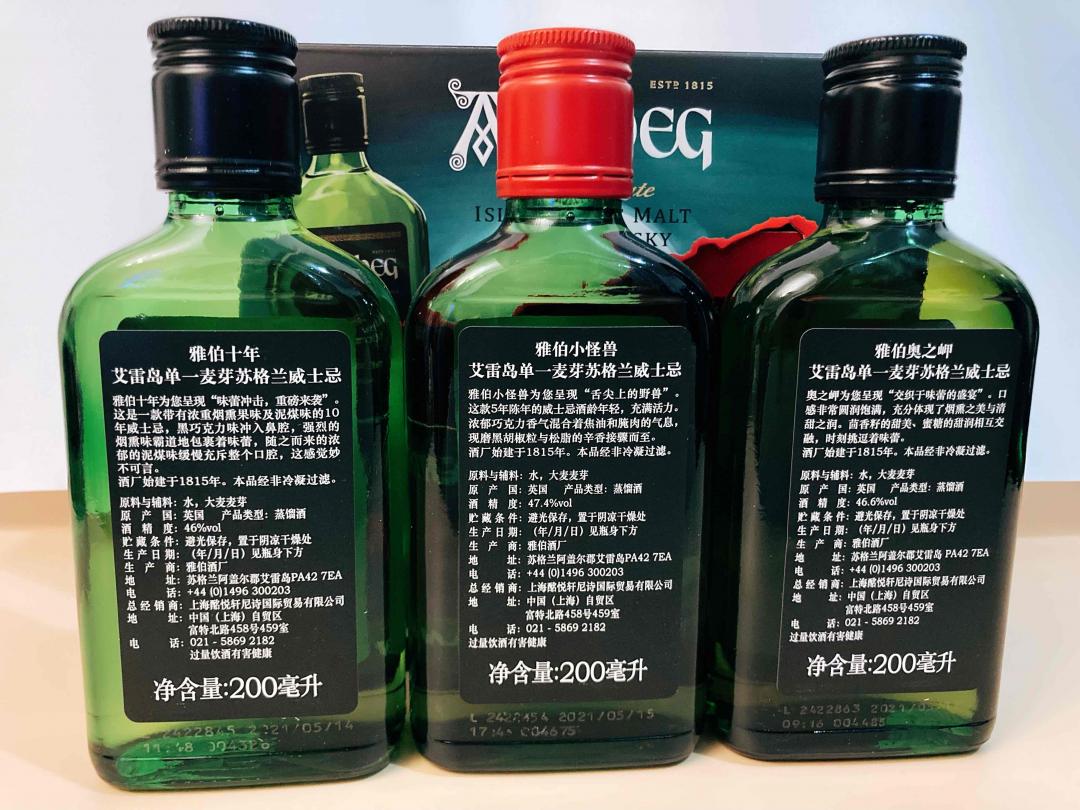 ESTD 1815
EG
MALT
雅伯十年
艾雷岛单一麦芽苏格兰威士忌
雅伯十年为您呈现“味蕾冲击，重磅来袭”。
这是一款带有浓重烟熏果味及泥煤味的10
年威士忌，黑巧克力味冲入鼻腔，强烈的
烟熏味霸道地包裹着味蕾，随之而来的浓
郁的泥煤味缓慢充斥整个口腔，这感觉妙
不可言。
酒厂始建于1815年。本品经非冷凝过滤。
原料与辅料：水，大麦麦芽
原 产 国：英国 产品类型：蒸馏酒
酒 精 度：46%vol
贮藏条件：避光保存，置于阴凉干燥处
生产日期：（年/月/日）见瓶身下方
生 产 商：雅伯酒厂
地 址：苏格兰阿盖尔郡艾雷岛PA42 7EA
电 话：+44 (0)1496 300203
总经销商：上海酩悦轩尼诗国际贸易有限公司
地 址：中国（上海）自贸区
富特北路458号459室
电 话：021 - 5869 2182
过量饮酒有害健康
净含量:200毫升
2021/05/14
雅伯小怪兽
艾雷岛单一麦芽苏格兰威士忌
雅伯小怪兽为您呈现“舌尖上的野兽”。
这款5年陈年的威士忌酒龄年轻，充满活力。
浓郁巧克力香气混合着焦油和腌肉的气息，
现磨黑胡椒粒与松脂的辛香接踵而至。
酒厂始建于1815年。本品经非冷凝过滤。
原料与辅料：水，大麦麦芽
原 产 国：英国 产品类型：蒸馏酒
酒 精 度：47.4%vol
贮藏条件：避光保存，置于阴凉干燥处
生产日期：（年/月/日）见瓶身下方
生 产 商：雅伯酒厂
地 址：苏格兰阿盖尔郡艾雷岛PA42 7EA
电 话：+44 (0)1496 300203
总经销商：上海酩悦轩尼诗国际贸易有限公司
地 址：中国（上海）自贸区
富特北路458号459室
电 话：021 - 5869 2182
过量饮酒有害健康
净含量:200毫升
2021/05/15
雅伯奥之岬
艾雷岛单一麦芽苏格兰威士忌
奥之岬为您呈现“交织于味蕾的盛宴”。口
感非常圆润饱满，充分体现了烟熏之美与清
甜之润。茴香籽的甜美、蜜糖的甜润相互交
融，时刻挑逗着味蕾。
酒厂始建于1815年。本品经非冷凝过滤。
原料与辅料：水，大麦麦芽
原 产 国：英国 产品类型：蒸馏酒
酒 精 度：46.6%vol
贮藏条件：避光保存，置于阴凉干燥处
生产日期：（年/月/日）见瓶身下方
生 产 商：雅伯酒厂
地 址：苏格兰阿盖尔郡艾雷岛 PA42 7EA
电 话：+44 (0)1496 300203
总经销商：上海酩悦轩尼诗国际贸易有限公司
地 址：中国（上海）自贸区
富特北路458号459室
电 话：021 - 5869 2182
过量饮酒有害健康
净含量:200毫升
L 2422863
09:16 004485